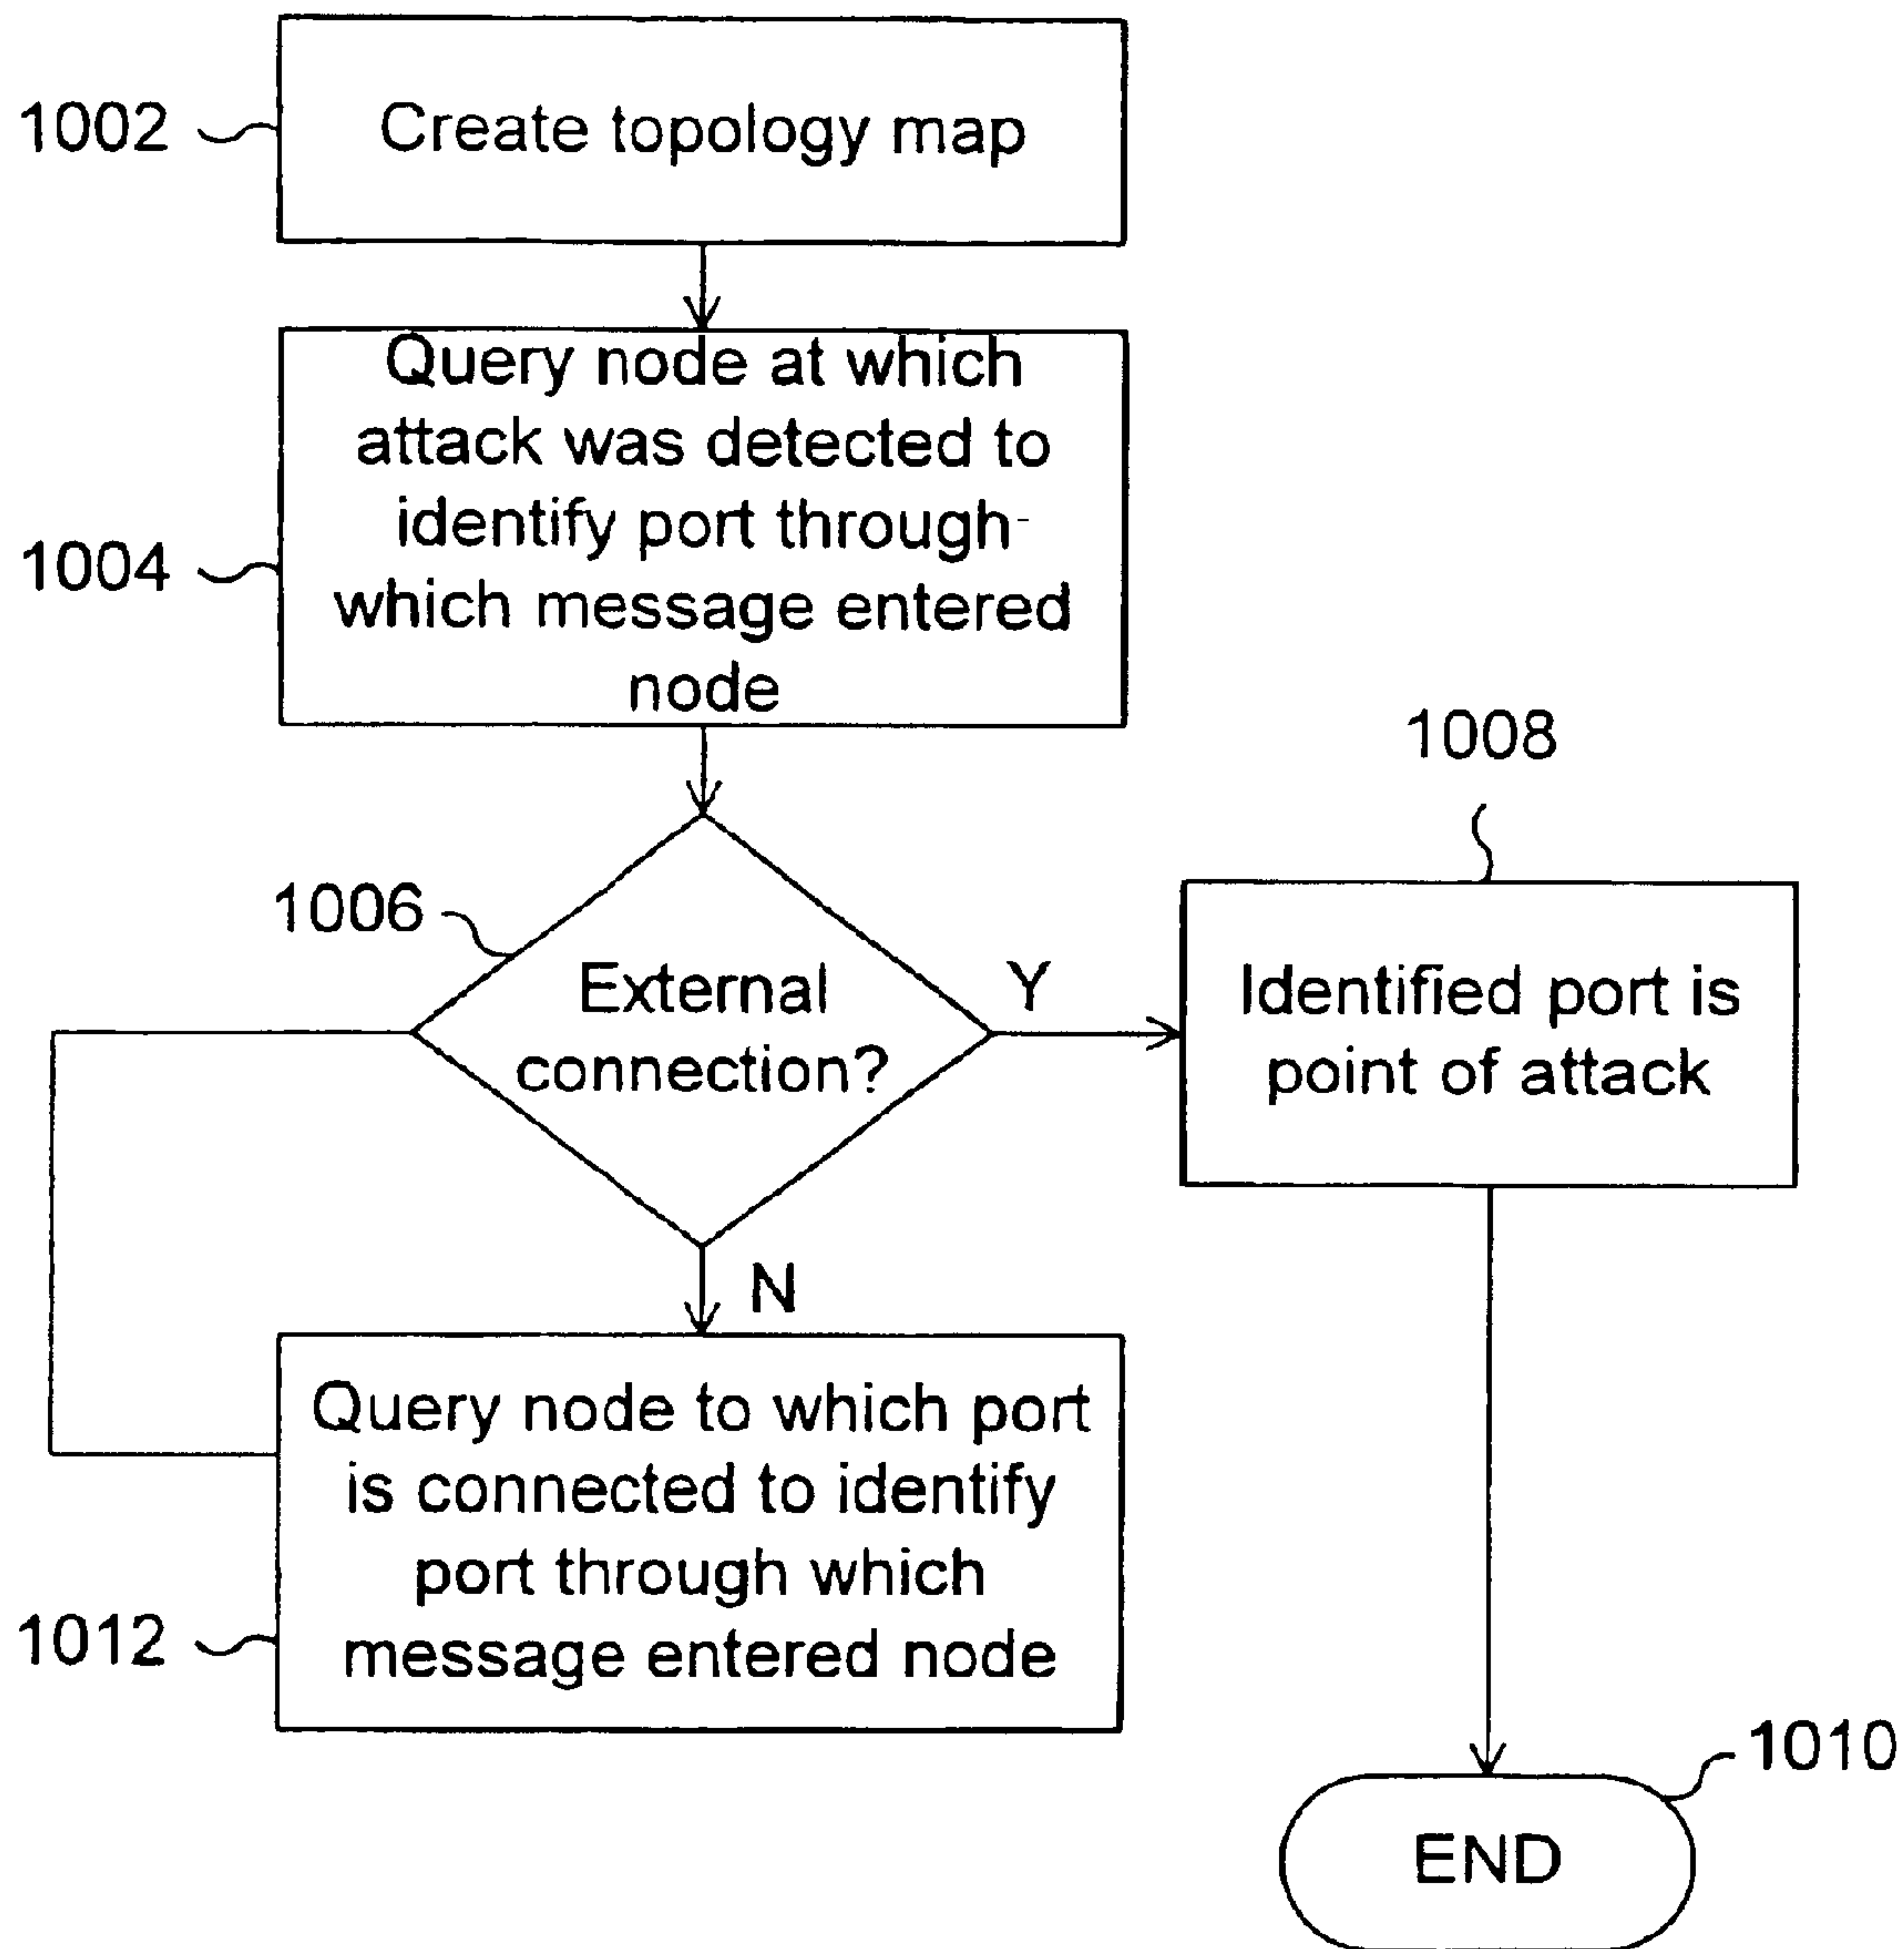 1002
Create topology map
1004
Query node at which
attack was detected to
identify port through-
which message entered
node
1006
External
connection?
Y
N
1008
Identified port is
point of attack
1012
Query node to which port
is connected to identify
port through which
message entered node
1010
END